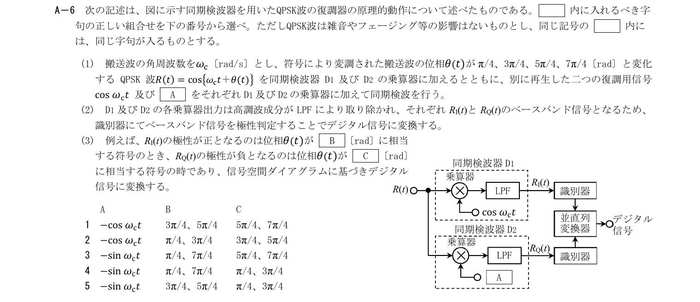 A−6 次の記述は、図に示す同期検波器/sを用いたQPSK波の復調器の原理的動作について述べたものである。 内に入れるべき字
句の正しい組合せを下の番号から選べ。ただしQPSK波は雑音やフェージング等の影響はないものとし、同じ記号の 内に
は、同じ字句が入るものとする。
(1) 搬送波の角周波数をωc〔rad/s〕とし、符号により変調された搬送波の位相θ(t)が π/4、3π/4、5π/4、7π/4〔rad〕と変化
する QPSK 波R(t) = cos{ωct+θ(t)} を同期検波器 D1 及び D2 の乗算器に加えるとともに、別に再生した二つの復調用信号
cos ωct 及び A をそれぞれD1及びD2の乗算器に加えて同期検波を行う。
(2) D1及びD2の各乗算器出力は高調波成分が LPF により取り除かれ、それぞれ RI(t)と RQ(t)のベースバンド信号となるため、
識別器にてベースバンド信号を極性判定することでデジタル信号に変換する。
(3) 例えば、RI(t)の極性が正となるのは位相θ(t)が B 〔rad〕に相当
する符号のとき、RQ(t)の極性が負となるのは位相θ(t)が C 〔rad〕
に相当する符号の時であり、信号空間ダイアグラムに基づきデジタル
信号に変換する。
A B C
1 −cos ωct 3π/4、5π/4 5π/4、7π/4
2 −cos ωct π/4、3π/4 3π/4、5π/4
3 −sin ωct π/4、7π/4 5π/4、7π/4
4 −sin ωct π/4、7π/4 π/4、3π/4
5 −sin ωct 3π/4、5π/4 π/4、3π/4
同期検波器 D1
乗算器
R(t)
LPF
RI(t)
識別器
cos ωct
並直列
変換器
デジタル
信号
同期検波器 D2
乗算器
LPF
RQ(t)
識別器
A